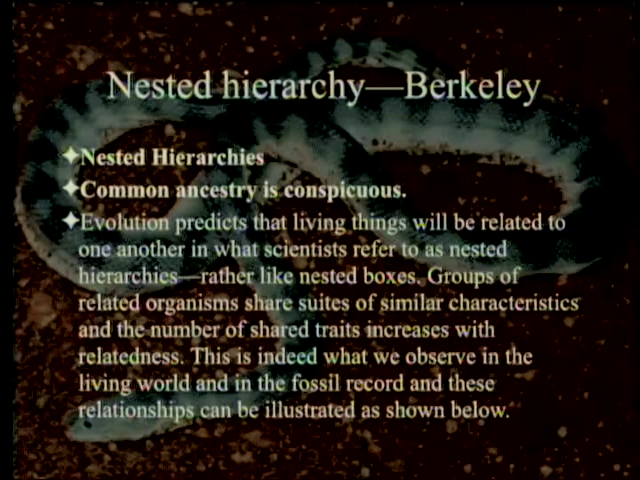 Nested hierarchy—Berkeley
✦Nested Hierarchies
✦Common ancestry is conspicuous.
✦Evolution predicts that living things will be related to
one another in what scientists refer to as nested
hierarchies—rather like nested boxes. Groups of
related organisms share suites of similar characteristics
and the number of shared traits increases with
relatedness. This is indeed what we observe in the
living world and in the fossil record and these
relationships can be illustrated as shown below.